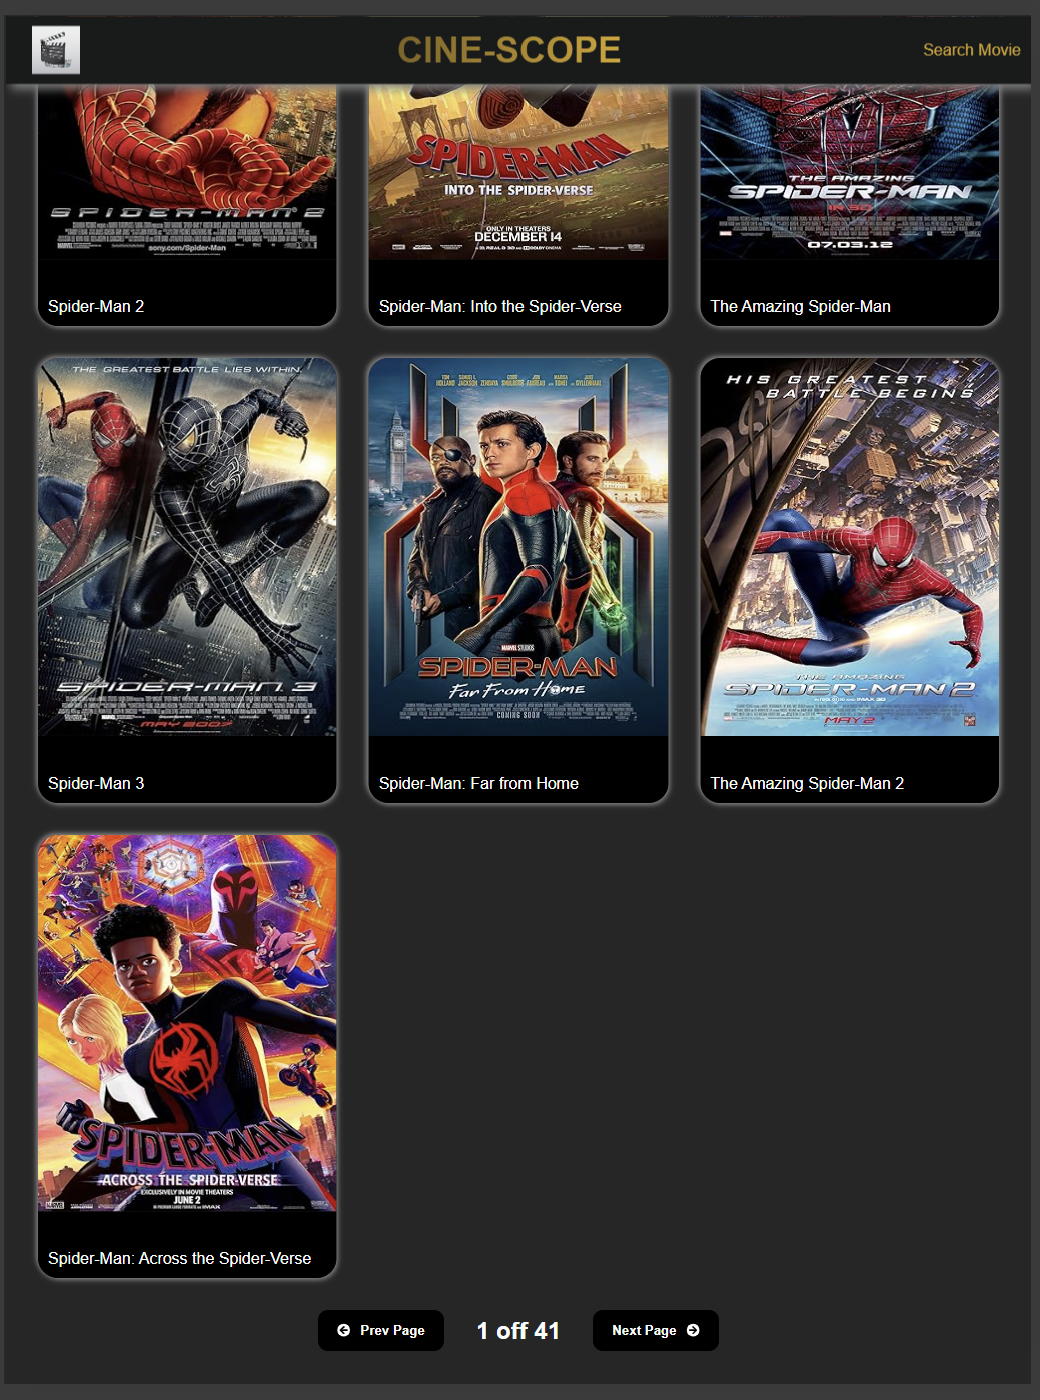 CINE-SCOPE
Search Movie
SPIDER-MAN 2
sony.com/Spider-Man
SPIDER-MAN
INTO THE SPIDER-VERSE
ONLY IN THEATERS
DECEMBER 14
THE AMAZING
SPIDER-MAN
IN 3D
07.03.12
Spider-Man 2
Spider-Man: Into the Spider-Verse
The Amazing Spider-Man
THE GREATEST BATTLE LIES WITHIN.
SPIDER-MAN 3
MAY 2007
TOM HOLLAND
SAMUEL L. JACKSON
ZENDAYA
COBIE SMULDERS
JON FAVREAU
MARISA TOMEI
JAKE GYLLENHAAL
MARVEL STUDIOS
SPIDER-MAN
Far From Home
COMING SOON
HIS GREATEST
BATTLE BEGINS
THE AMAZING
SPIDER-MAN 2
MAY 2
Spider-Man 3
Spider-Man: Far from Home
The Amazing Spider-Man 2
SPIDER-MAN
ACROSS THE SPIDER-VERSE
EXCLUSIVELY IN MOVIE THEATERS
JUNE 2
Spider-Man: Across the Spider-Verse
Prev Page
1 off 41
Next Page